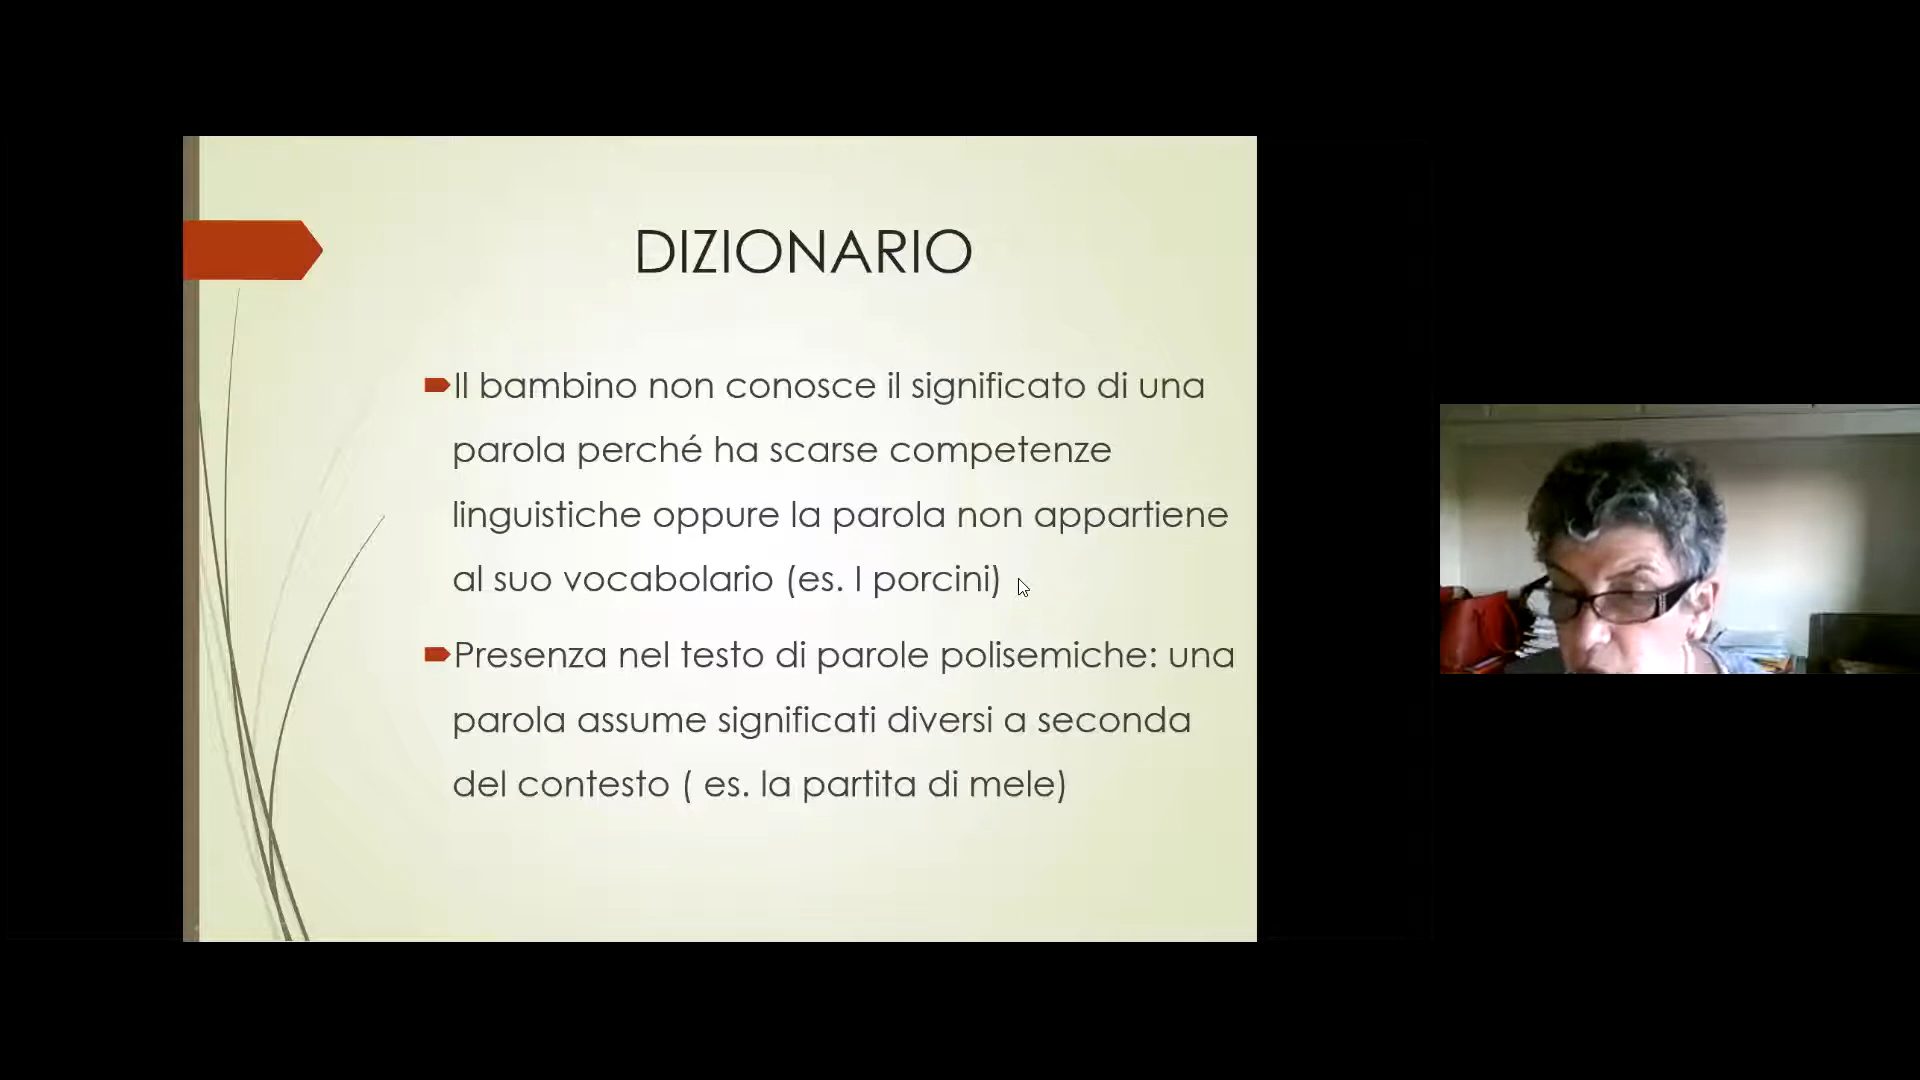 DIZIONARIO
Il bambino non conosce il significato di una
parola perché ha scarse competenze
linguistiche oppure la parola non appartiene
al suo vocabolario (es. I porcini)
Presenza nel testo di parole polisemiche: una
parola assume significati diversi a seconda
del contesto ( es. la partita di mele)